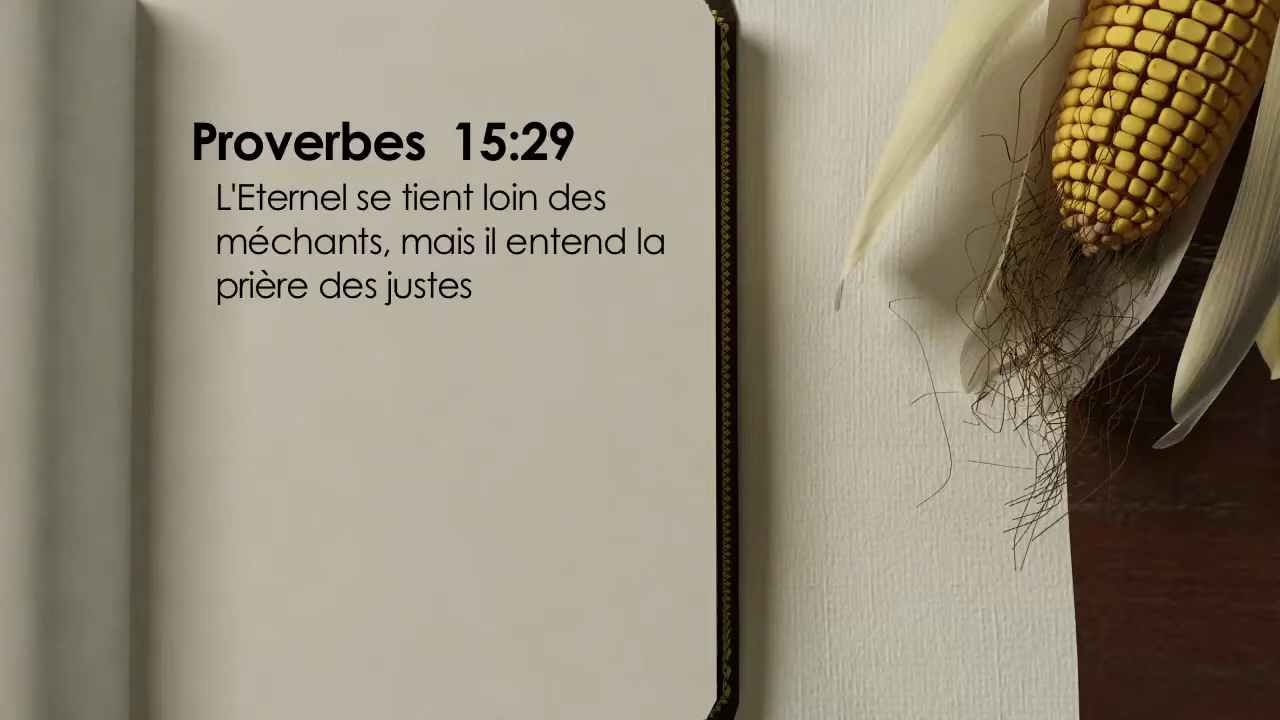 Proverbes 15:29
L'Eternel se tient loin des
méchants, mais il entend la
prière des justes